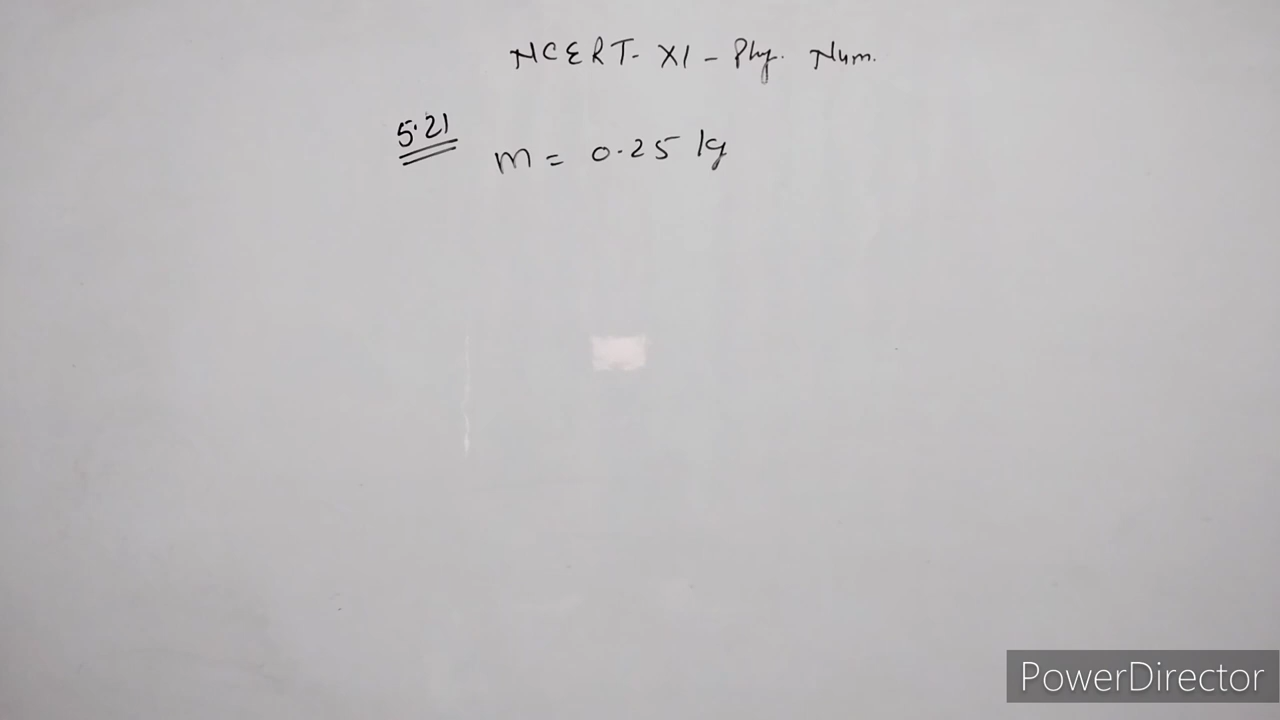 NCERT- XI - Phy. Num.
5.21
m = 0.25 kg
PowerDirector